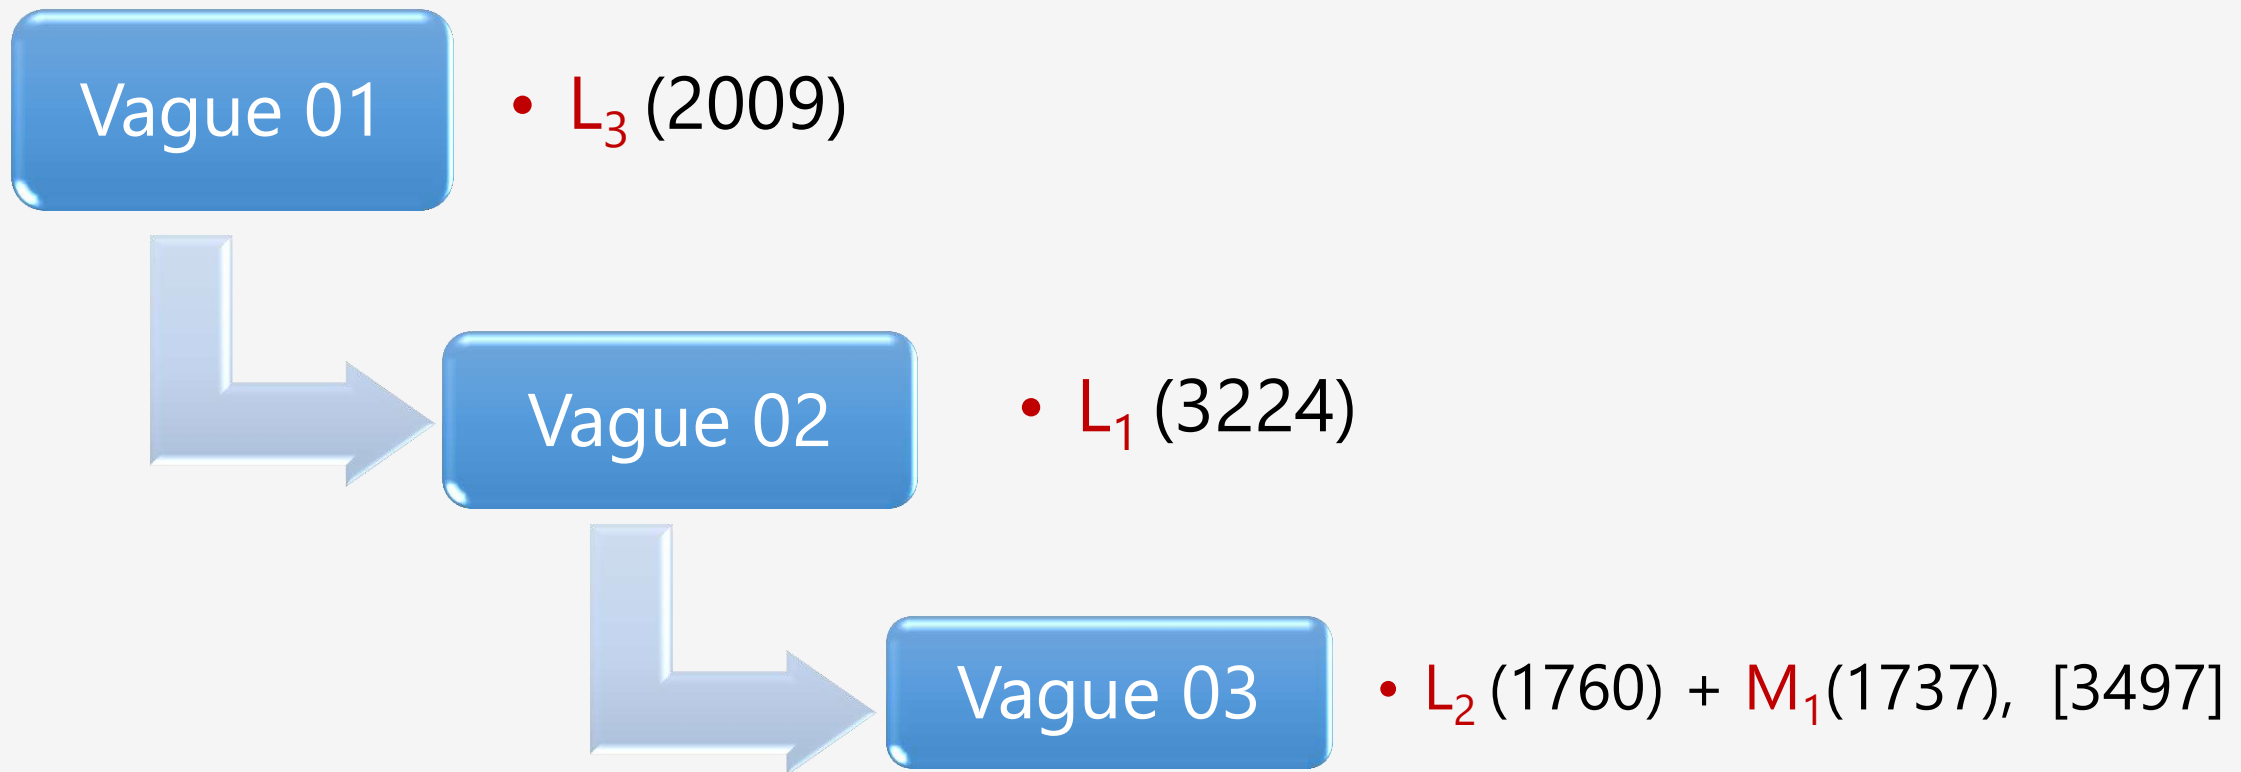 Vague 01
• L₃ (2009)
Vague 02
• L₁ (3224)
Vague 03
• L₂ (1760) + M₁(1737), [3497]